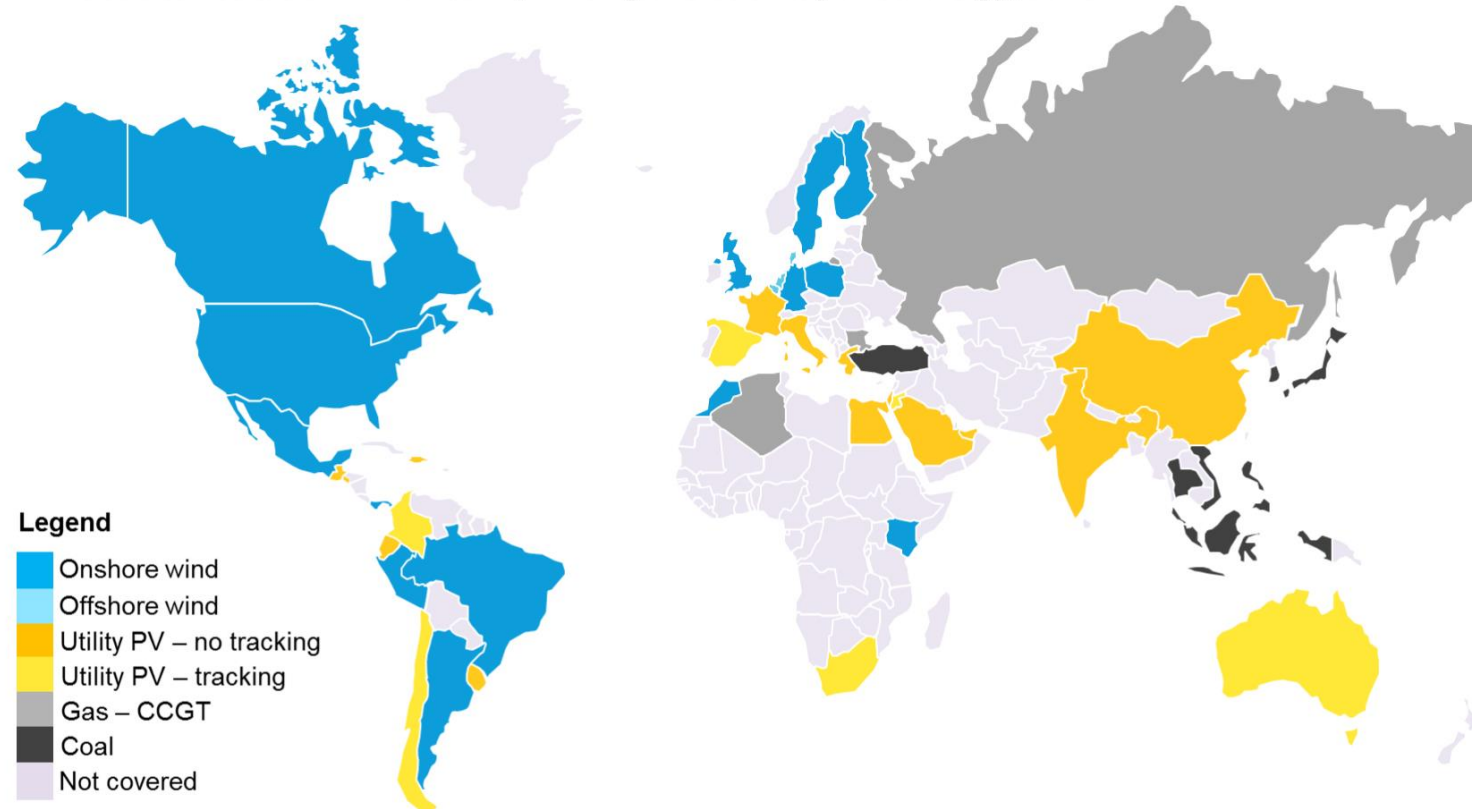 Legend
Onshore wind
Offshore wind
Utility PV – no tracking
Utility PV – tracking
Gas – CCGT
Coal
Not covered